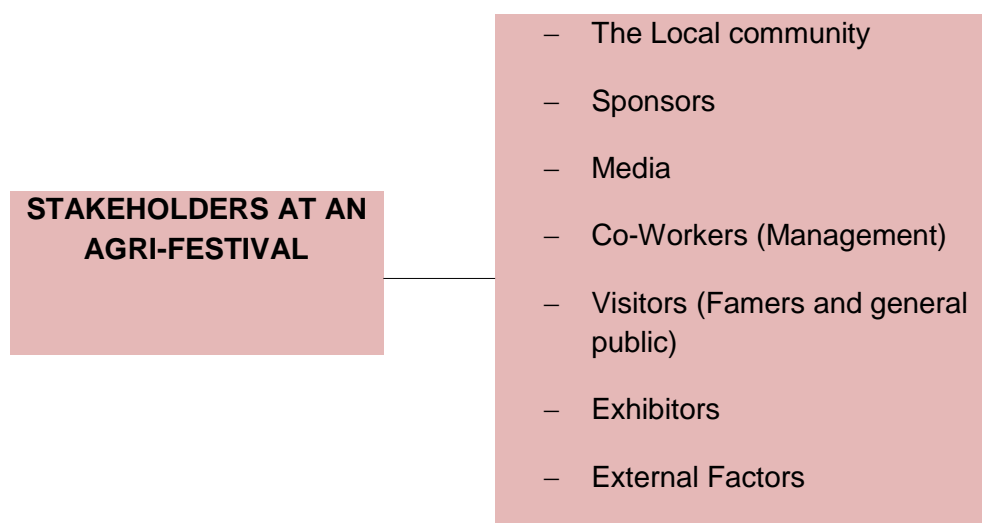 STAKEHOLDERS AT AN
AGRI-FESTIVAL
– The Local community
– Sponsors
– Media
– Co-Workers (Management)
– Visitors (Famers and general
public)
– Exhibitors
– External Factors